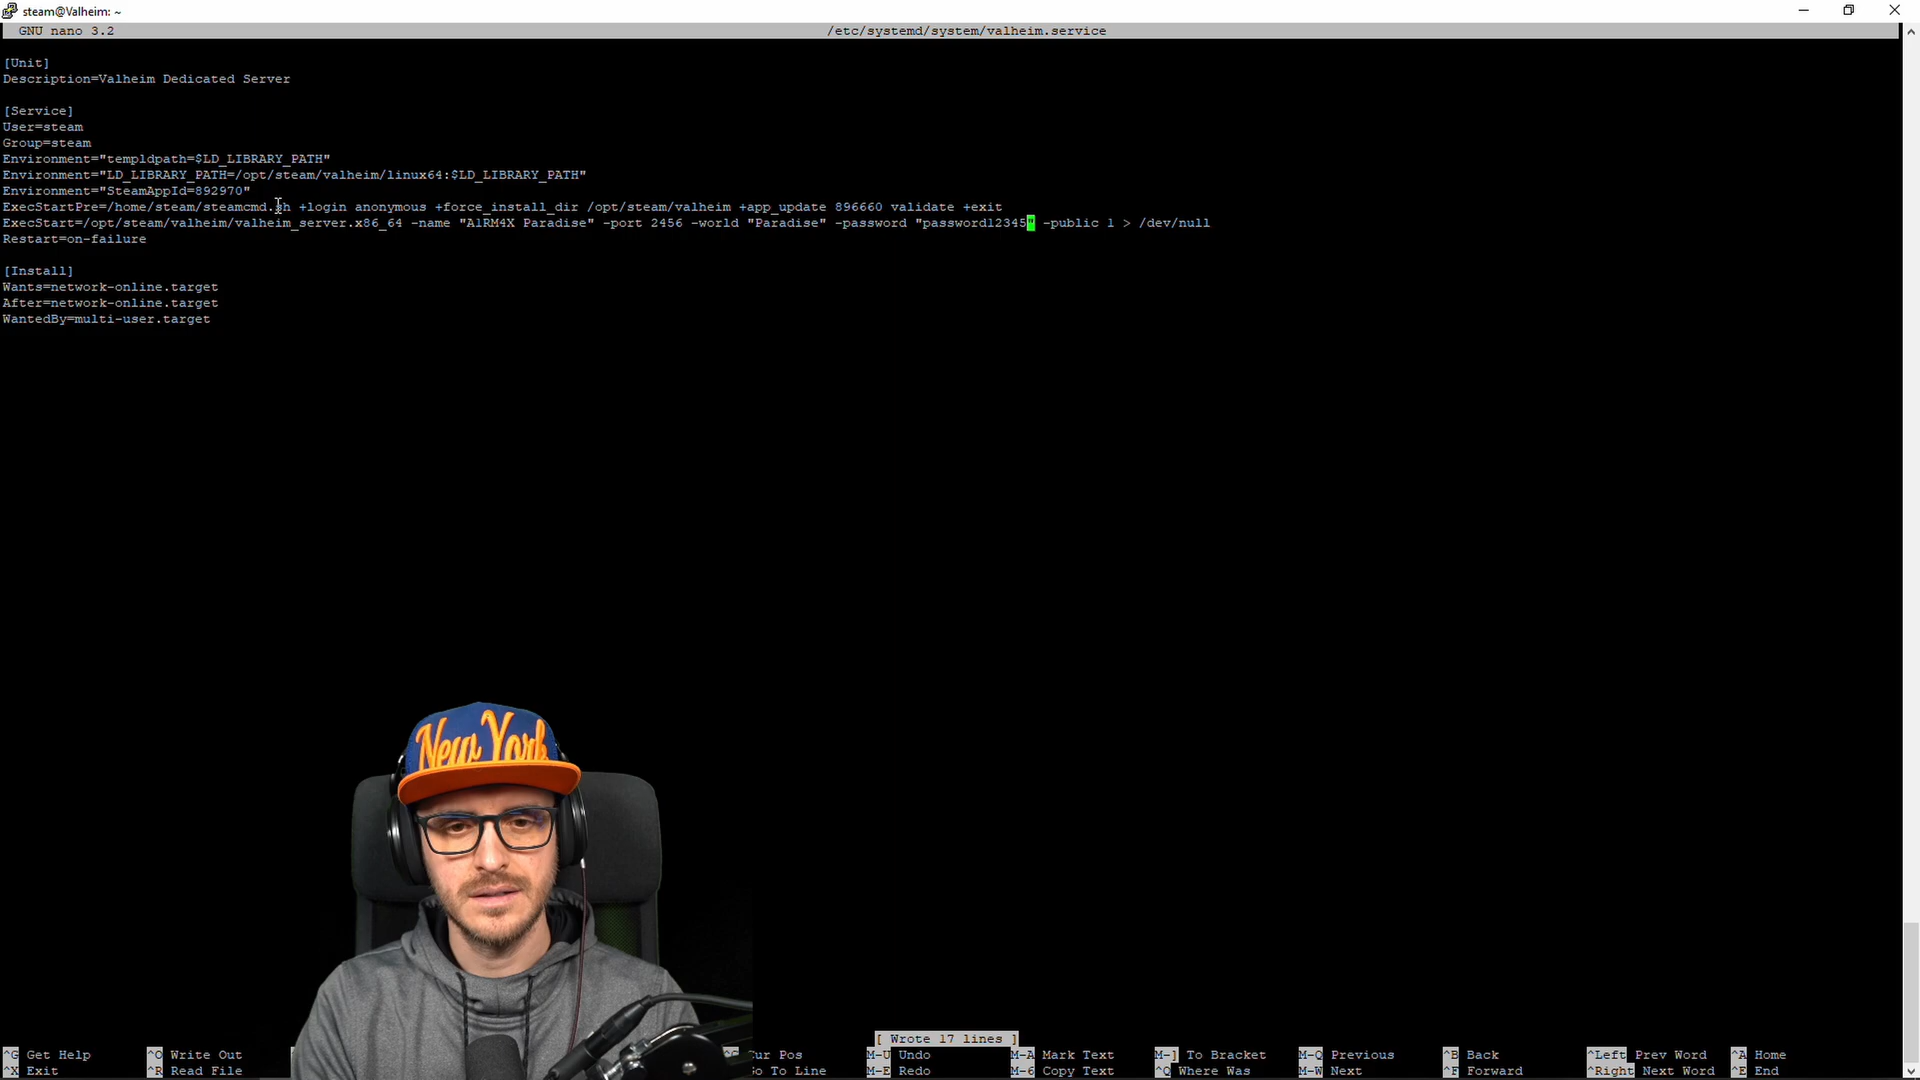 steam@Valheim: ~
GNU nano 3.2 /etc/systemd/system/valheim.service
[Unit]
Description=Valheim Dedicated Server
[Service]
User=steam
Group=steam
Environment="templdpath=$LD_LIBRARY_PATH"
Environment="LD_LIBRARY_PATH=/opt/steam/valheim/linux64:$LD_LIBRARY_PATH"
Environment="SteamAppId=892970"
ExecStartPre=/home/steam/steamcmd.sh +login anonymous +force_install_dir /opt/steam/valheim +app_update 896660 validate +exit
ExecStart=/opt/steam/valheim/valheim_server.x86_64 -name "A1RM4X Paradise" -port 2456 -world "Paradise" -password "password12345" -public 1 > /dev/null
Restart=on-failure
[Install]
Wants=network-online.target
After=network-online.target
WantedBy=multi-user.target
New York
[ Wrote 17 lines ]
^G Get Help ^O Write Out Cur Pos M-U Undo M-A Mark Text M-] To Bracket M-Q Previous ^B Back ^Left Prev Word ^A Home
^X Exit ^R Read File Go To Line M-E Redo M-6 Copy Text ^Q Where Was M-W Next ^F Forward ^Right Next Word ^E End